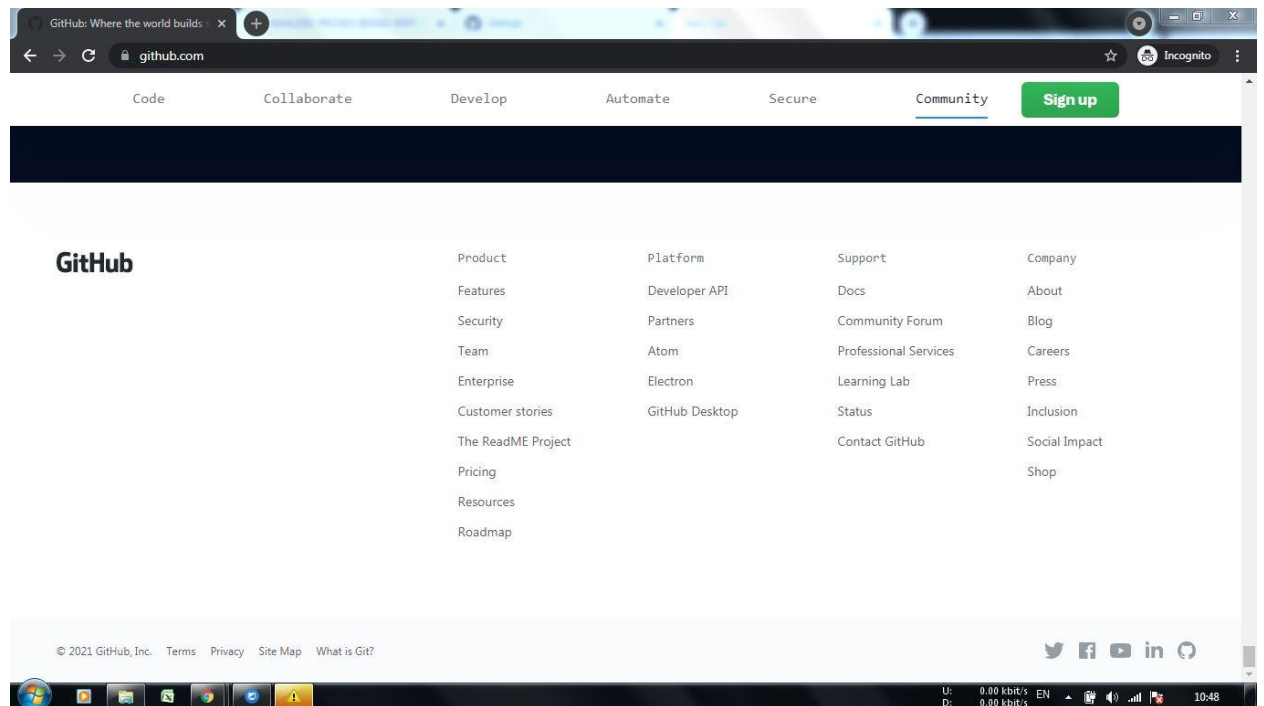 GitHub: Where the world builds
github.com
Incognito
Code Collaborate Develop Automate Secure Community Sign up
GitHub
Product
Features
Security
Team
Enterprise
Customer stories
The ReadME Project
Pricing
Resources
Roadmap
Platform
Developer API
Partners
Atom
Electron
GitHub Desktop
Support
Docs
Community Forum
Professional Services
Learning Lab
Status
Contact GitHub
Company
About
Blog
Careers
Press
Inclusion
Social Impact
Shop
© 2021 GitHub, Inc. Terms Privacy Site Map What is Git?
in
U: 0.00 kbit/s
D: 0.00 kbit/s
EN
10:48